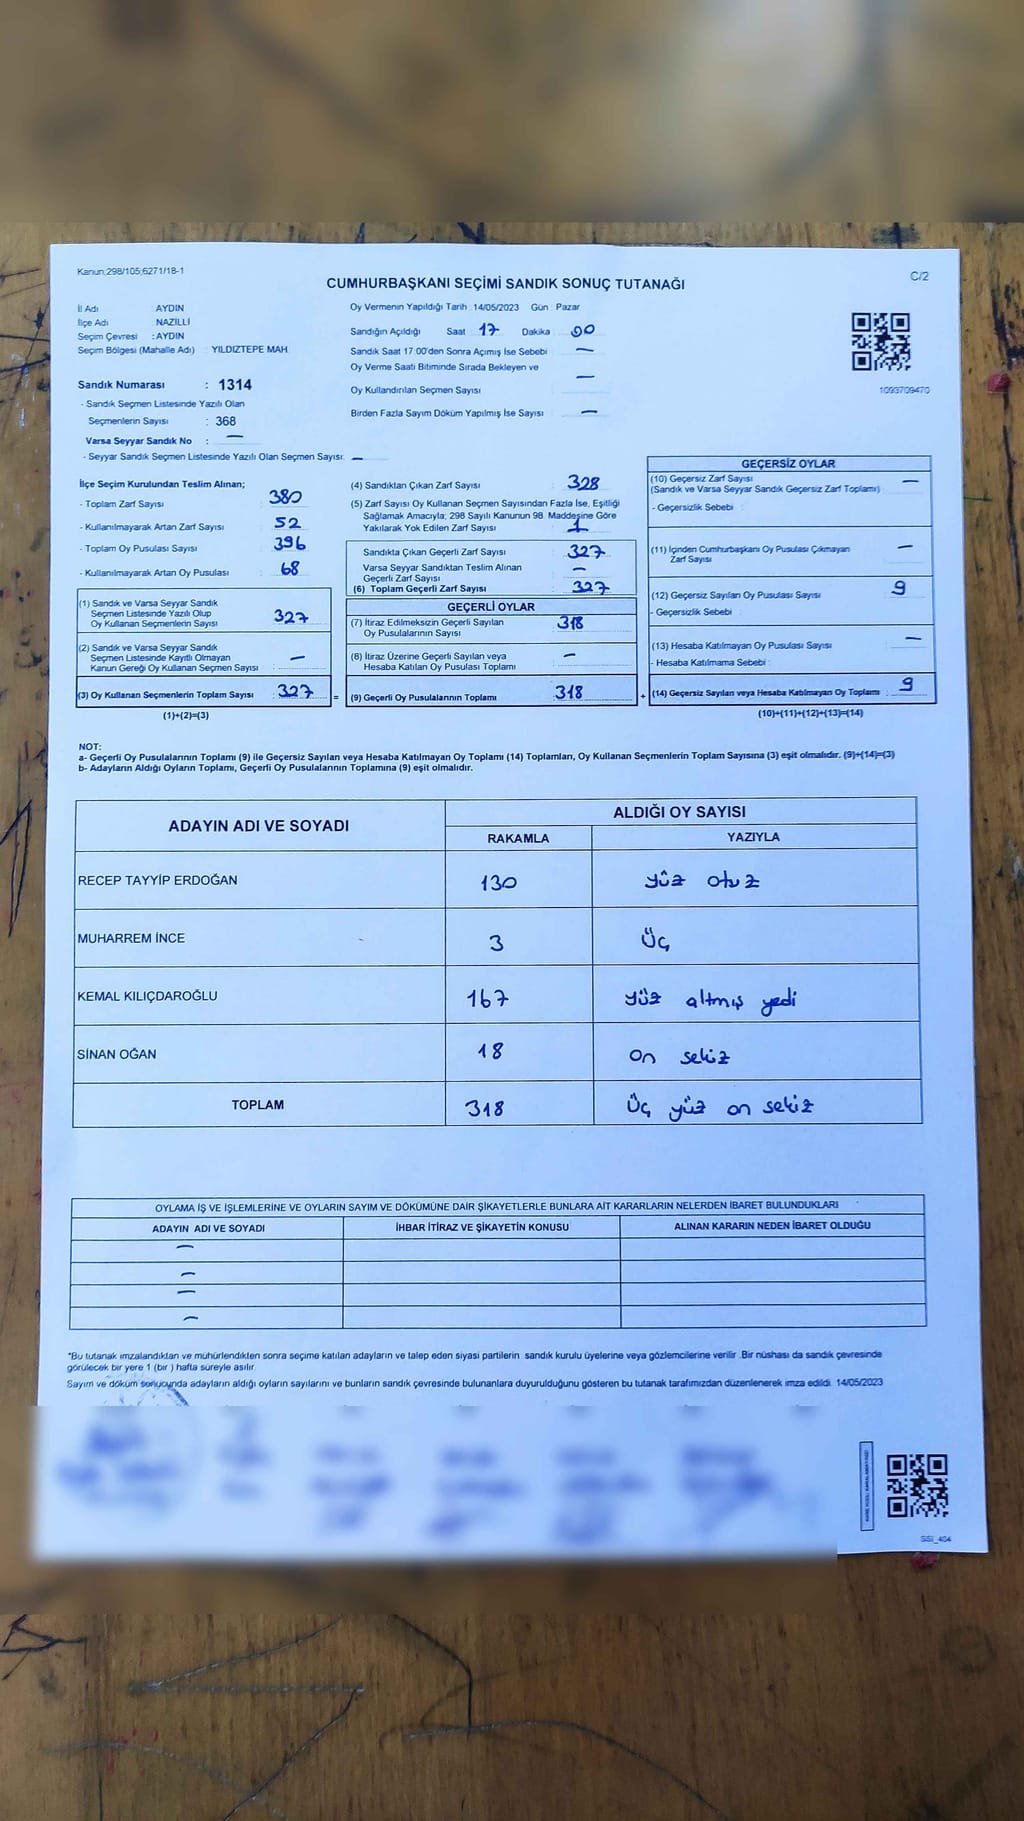 Kanun;298/105;6271/18-1
C/2
CUMHURBAŞKANI SEÇİMİ SANDIK SONUÇ TUTANAĞI
İl Adı : AYDIN
İlçe Adı : NAZİLLİ
Seçim Çevresi : AYDIN
Seçim Bölgesi (Mahalle Adı) : YILDIZTEPE MAH.
Sandık Numarası : 1314
- Sandık Seçmen Listesinde Yazılı Olan
Seçmenlerin Sayısı : 368
Varsa Seyyar Sandık No : —
- Seyyar Sandık Seçmen Listesinde Yazılı Olan Seçmen Sayısı: —
Oy Vermenin Yapıldığı Tarih : 14/05/2023 Gün : Pazar
Sandığın Açıldığı Saat 17 Dakika : 00
Sandık Saat 17:00'den Sonra Açımış İse Sebebi —
Oy Verme Saati Bitiminde Sırada Bekleyen ve
Oy Kullandırılan Seçmen Sayısı —
Birden Fazla Sayım Döküm Yapılmış İse Sayısı —
1093709470
İlçe Seçim Kurulundan Teslim Alınan;
- Toplam Zarf Sayısı : 380
- Kullanılmayarak Artan Zarf Sayısı : 52
- Toplam Oy Pusulası Sayısı : 396
- Kullanılmayarak Artan Oy Pusulası : 68
(1) Sandık ve Varsa Seyyar Sandık
Seçmen Listesinde Yazılı Olup
Oy Kullanan Seçmenlerin Sayısı : 327
(2) Sandık ve Varsa Seyyar Sandık
Seçmen Listesinde Kayıtlı Olmayan
Kanun Gereği Oy Kullanan Seçmen Sayısı : —
(3) Oy Kullanan Seçmenlerin Toplam Sayısı : 327 =
(1)+(2)=(3)
(4) Sandıktan Çıkan Zarf Sayısı : 328
(5) Zarf Sayısı Oy Kullanan Seçmen Sayısından Fazla İse, Eşitliği
Sağlamak Amacıyla; 298 Sayılı Kanunun 98. Maddesine Göre
Yakılarak Yok Edilen Zarf Sayısı : 1
Sandıkta Çıkan Geçerli Zarf Sayısı : 327
Varsa Seyyar Sandıktan Teslim Alınan
Geçerli Zarf Sayısı : —
(6) Toplam Geçerli Zarf Sayısı : 327
GEÇERLİ OYLAR
(7) İtiraz Edilmeksizin Geçerli Sayılan
Oy Pusulalarının Sayısı : 318
(8) İtiraz Üzerine Geçerli Sayılan veya
Hesaba Katılan Oy Pusulası Toplamı : —
(9) Geçerli Oy Pusulalarının Toplamı : 318 +
GEÇERSİZ OYLAR
(10) Geçersiz Zarf Sayısı
(Sandık ve Varsa Seyyar Sandık Geçersiz Zarf Toplamı) —
- Geçersizlik Sebebi :
(11) İçinden Cumhurbaşkanı Oy Pusulası Çıkmayan
Zarf Sayısı : —
(12) Geçersiz Sayılan Oy Pusulası Sayısı : 9
- Geçersizlik Sebebi :
(13) Hesaba Katılmayan Oy Pusulası Sayısı : —
- Hesaba Katılmama Sebebi :
(14) Geçersiz Sayılan veya Hesaba Katılmayan Oy Toplamı : 9
(10)+(11)+(12)+(13)=(14)
NOT:
a- Geçerli Oy Pusulalarının Toplamı (9) ile Geçersiz Sayılan veya Hesaba Katılmayan Oy Toplamı (14) Toplamları, Oy Kullanan Seçmenlerin Toplam Sayısına (3) eşit olmalıdır. (9)+(14)=(3)
b- Adayların Aldığı Oyların Toplamı, Geçerli Oy Pusulalarının Toplamına (9) eşit olmalıdır.
ADAYIN ADI VE SOYADI
ALDIĞI OY SAYISI
RAKAMLA YAZIYLA
RECEP TAYYİP ERDOĞAN 130 yüz otuz
MUHARREM İNCE 3 üç
KEMAL KILIÇDAROĞLU 167 yüz altmış yedi
SİNAN OĞAN 18 on sekiz
TOPLAM 318 üç yüz on sekiz
OYLAMA İŞ VE İŞLEMLERİNE VE OYLARIN SAYIM VE DÖKÜMÜNE DAİR ŞİKAYETLERLE BUNLARA AİT KARARLARIN NELERDEN İBARET BULUNDUKLARI
ADAYIN ADI VE SOYADI İHBAR İTİRAZ VE ŞİKAYETİN KONUSU ALINAN KARARIN NEDEN İBARET OLDUĞU
—
—
—
—
*Bu tutanak imzalandıktan ve mühürlendikten sonra seçime katılan adayların ve talep eden siyasi partilerin sandık kurulu üyelerine veya gözlemcilerine verilir. Bir nüshası da sandık çevresinde
görülecek bir yere 1 (bir) hafta süreyle asılır.
Sayım ve döküm sonucunda adayların aldığı oyların sayılarını ve bunların sandık çevresinde bulunanlara duyurulduğunu gösteren bu tutanak tarafımızdan düzenlenerek imza edildi. 14/05/2023
SSI_404